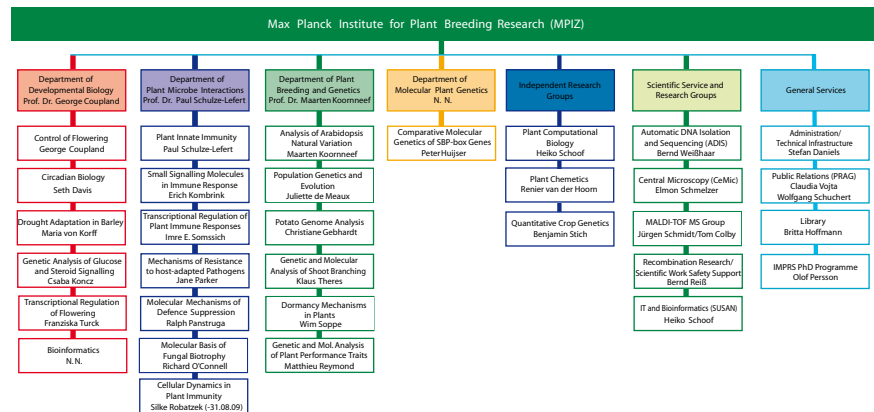 Max Planck Institute for Plant Breeding Research (MPIZ)
Department of
Developmental Biology
Prof. Dr. George Coupland
Control of Flowering
George Coupland
Circadian Biology
Seth Davis
Drought Adaptation in Barley
Maria von Korff
Genetic Analysis of Glucose
and Steroid Signalling
Csaba Koncz
Transcriptional Regulation
of Flowering
Franziska Turck
Bioinformatics
N. N.
Department of
Plant Microbe Interactions
Prof. Dr. Paul Schulze-Lefert
Plant Innate Immunity
Paul Schulze-Lefert
Small Signalling Molecules
in Immune Response
Erich Kombrink
Transcriptional Regulation of
Plant Immune Responses
Imre E. Somssich
Mechanisms of Resistance
to host-adapted Pathogens
Jane Parker
Molecular Mechanisms of
Defence Suppression
Ralph Panstruga
Molecular Basis of
Fungal Biotrophy
Richard O'Connell
Cellular Dynamics in
Plant Immunity
Silke Robatzek (-31.08.09)
Department of Plant
Breeding and Genetics
Prof. Dr. Maarten Koornneef
Analysis of Arabidopsis
Natural Variation
Maarten Koornneef
Population Genetics and
Evolution
Juliette de Meaux
Potato Genome Analysis
Christiane Gebhardt
Genetic and Molecular
Analysis of Shoot Branching
Klaus Theres
Dormancy Mechanisms
in Plants
Wim Soppe
Genetic and Mol. Analysis
of Plant Performance Traits
Matthieu Reymond
Department of
Molecular Plant Genetics
N. N.
Comparative Molecular
Genetics of SBP-box Genes
Peter Huijser
Independent Research
Groups
Plant Computational
Biology
Heiko Schoof
Plant Chemetics
Renier van der Hoorn
Quantitative Crop Genetics
Benjamin Stich
Scientific Service and
Research Groups
Automatic DNA Isolation
and Sequencing (ADIS)
Bernd Weißhaar
Central Microscopy (CeMic)
Elmon Schmelzer
MALDI-TOF MS Group
Jürgen Schmidt/Tom Colby
Recombination Research/
Scientific Work Safety Support
Bernd Reiß
IT and Bioinformatics (SUSAN)
Heiko Schoof
General Services
Administration/
Technical Infrastructure
Stefan Daniels
Public Relations (PRAG)
Claudia Vojta
Wolfgang Schuchert
Library
Britta Hoffmann
IMPRS PhD Programme
Olof Persson